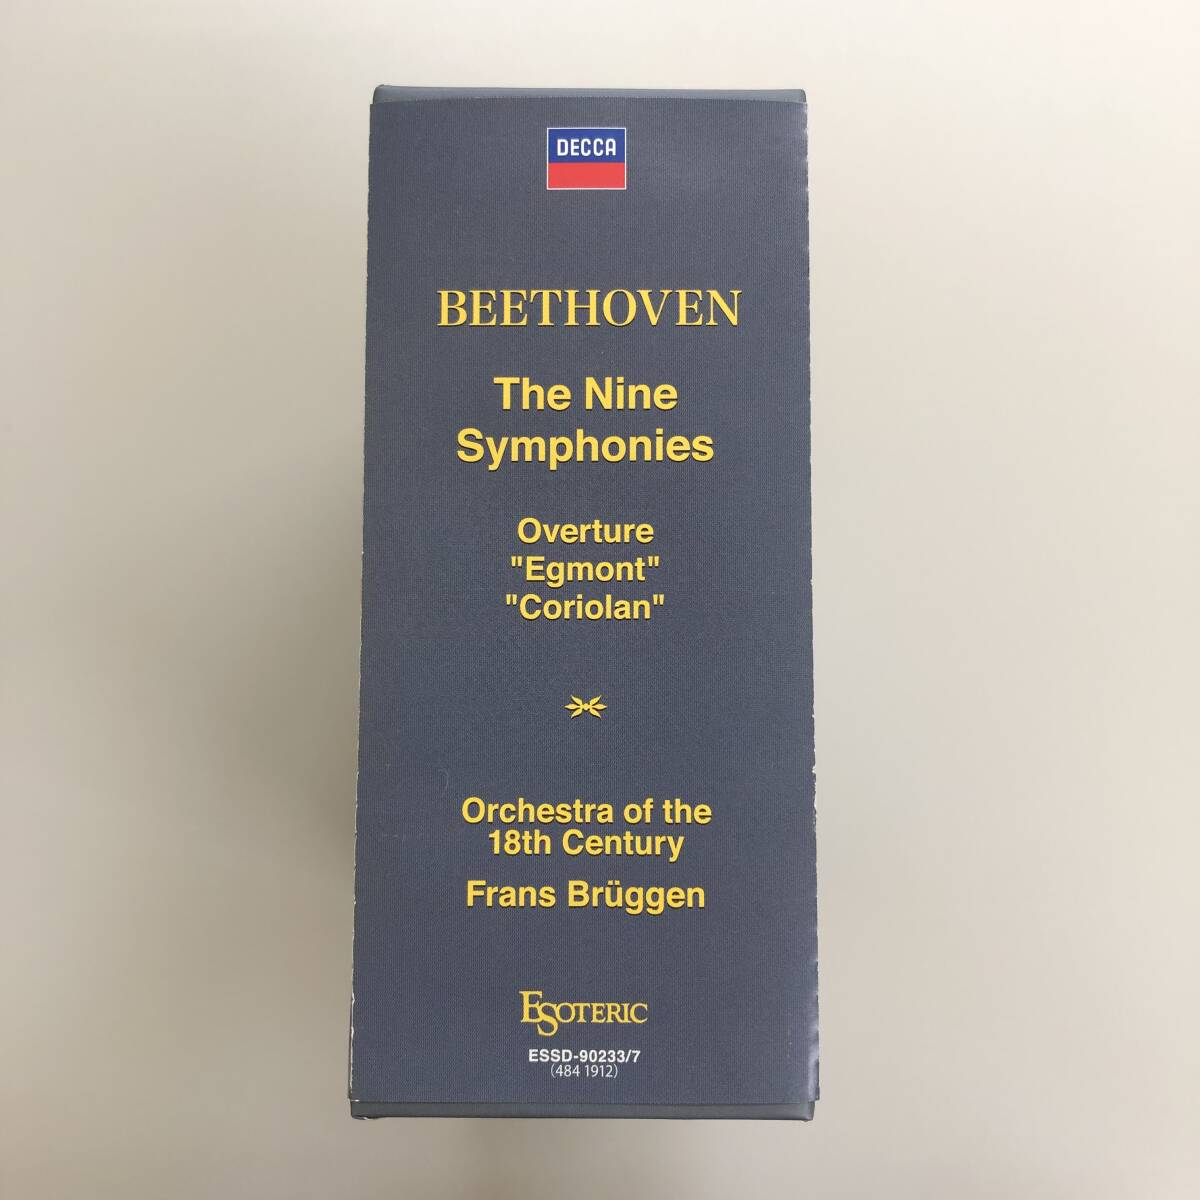 DECCA
BEETHOVEN
The Nine
Symphonies
Overture
"Egmont"
"Coriolan"
Orchestra of the
18th Century
Frans Brüggen
ESOTERIC
ESSD-90233/7
(484 1912)